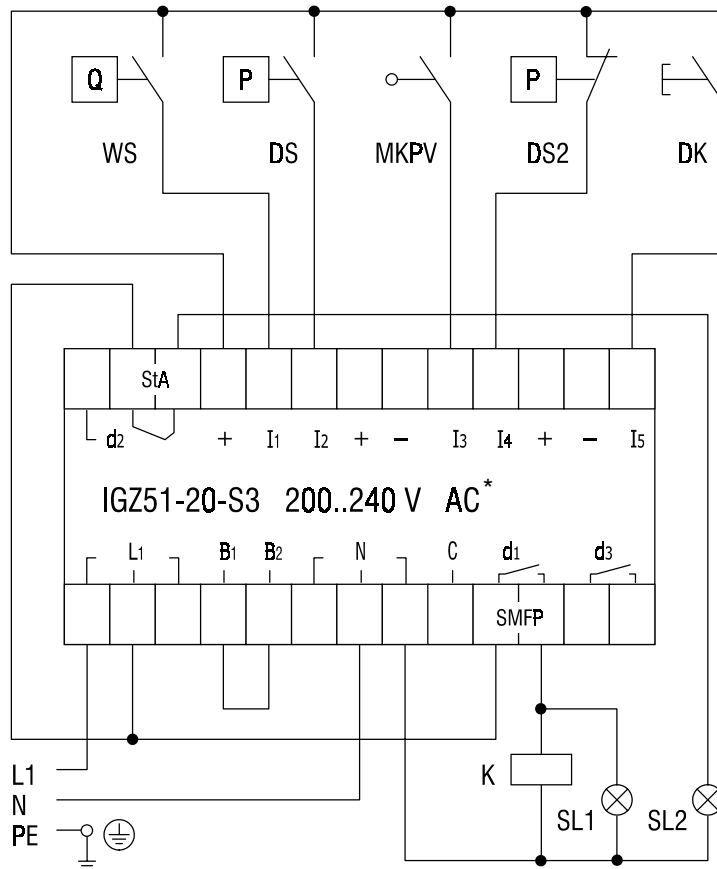 Q P P
WS DS MKPV DS2 DK
StA
d2 + I1 I2 + − I3 I4 + − I5
IGZ51-20-S3 200..240 V AC*
L1 B1 B2 N C d1 d3
SMFP
L1
N
PE
K
SL1 SL2